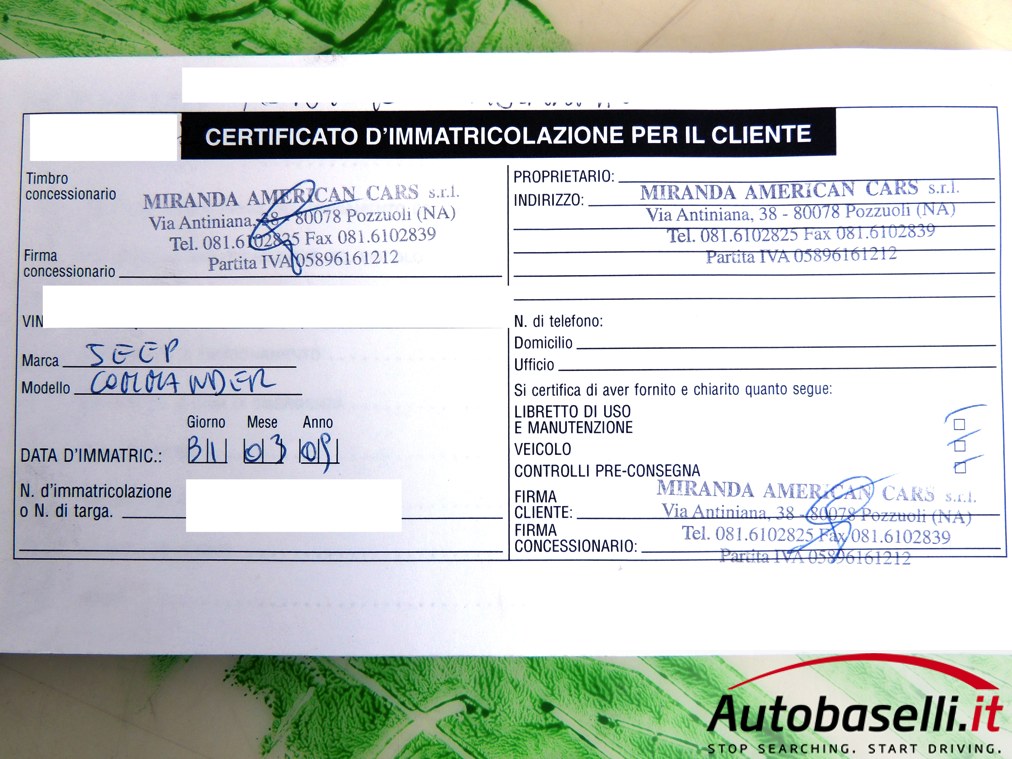 CERTIFICATO D'IMMATRICOLAZIONE PER IL CLIENTE
Timbro
concessionario
MIRANDA AMERICAN CARS s.r.l.
Via Antiniana, 38 - 80078 Pozzuoli (NA)
Tel. 081.6102825 Fax 081.6102839
Partita IVA 05896161212
Firma
concessionario
VIN
Marca JEEP
Modello COMMANDER
Giorno Mese Anno
DATA D'IMMATRIC.: 31 03 09
N. d'immatricolazione
o N. di targa.
PROPRIETARIO:
INDIRIZZO:
MIRANDA AMERICAN CARS s.r.l.
Via Antiniana, 38 - 80078 Pozzuoli (NA)
Tel. 081.6102825 Fax 081.6102839
Partita IVA 05896161212
N. di telefono:
Domicilio
Ufficio
Si certifica di aver fornito e chiarito quanto segue:
LIBRETTO DI USO
E MANUTENZIONE
VEICOLO
CONTROLLI PRE-CONSEGNA
FIRMA
CLIENTE:
FIRMA
CONCESSIONARIO:
MIRANDA AMERICAN CARS s.r.l.
Via Antiniana, 38 - 80078 Pozzuoli (NA)
Tel. 081.6102825 Fax 081.6102839
Partita IVA 05896161212
Autobaselli.it
STOP SEARCHING. START DRIVING.